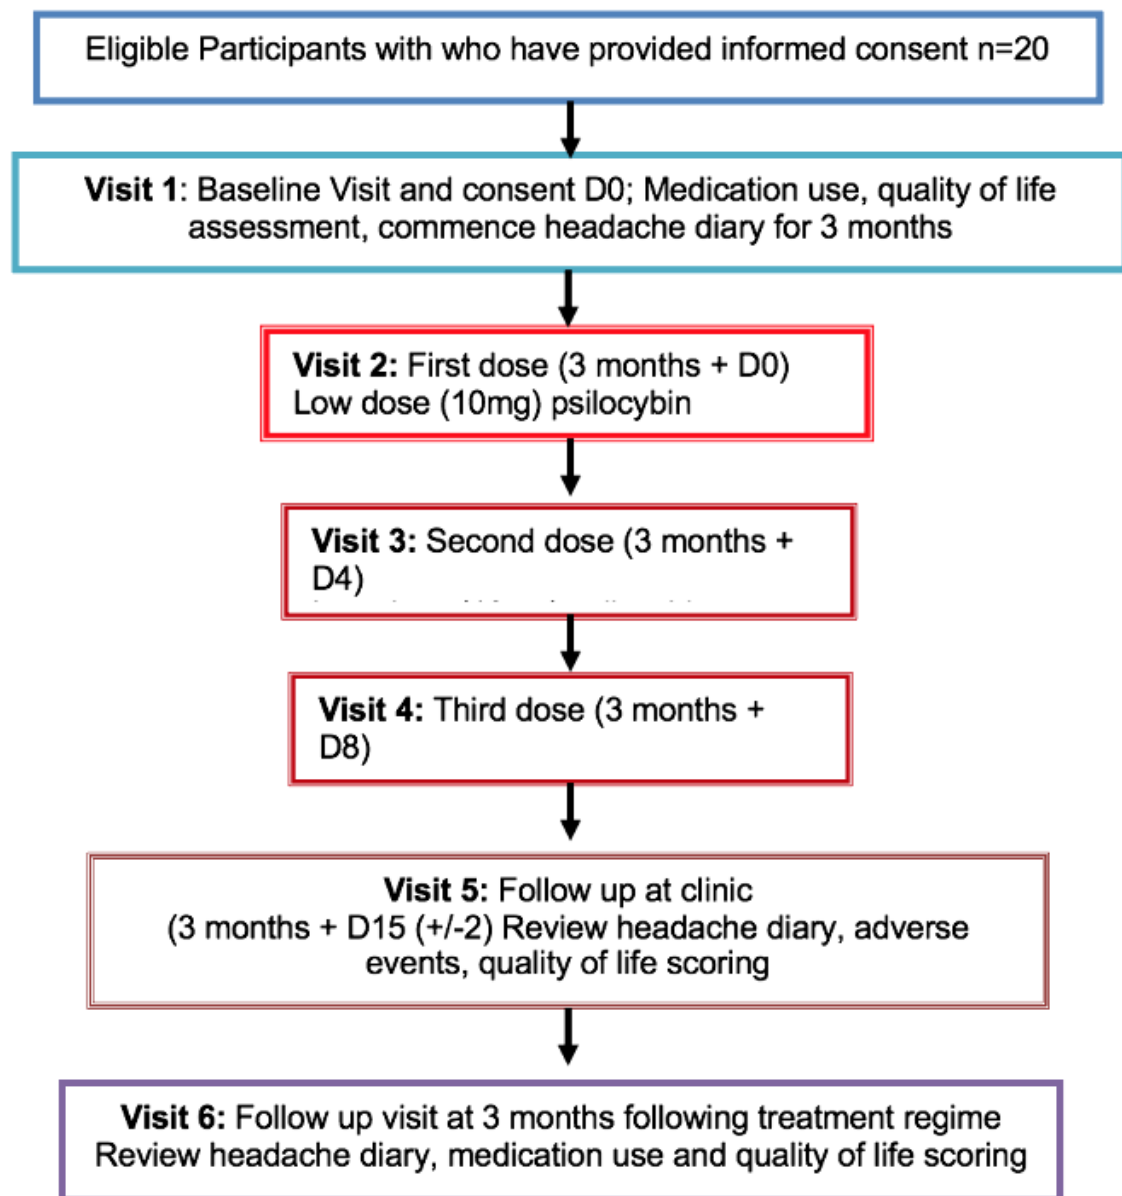 Eligible Participants with who have provided informed consent n=20
Visit 1: Baseline Visit and consent D0; Medication use, quality of life
assessment, commence headache diary for 3 months
Visit 2: First dose (3 months + D0)
Low dose (10mg) psilocybin
Visit 3: Second dose (3 months +
D4)
Visit 4: Third dose (3 months +
D8)
Visit 5: Follow up at clinic
(3 months + D15 (+/-2) Review headache diary, adverse
events, quality of life scoring
Visit 6: Follow up visit at 3 months following treatment regime
Review headache diary, medication use and quality of life scoring